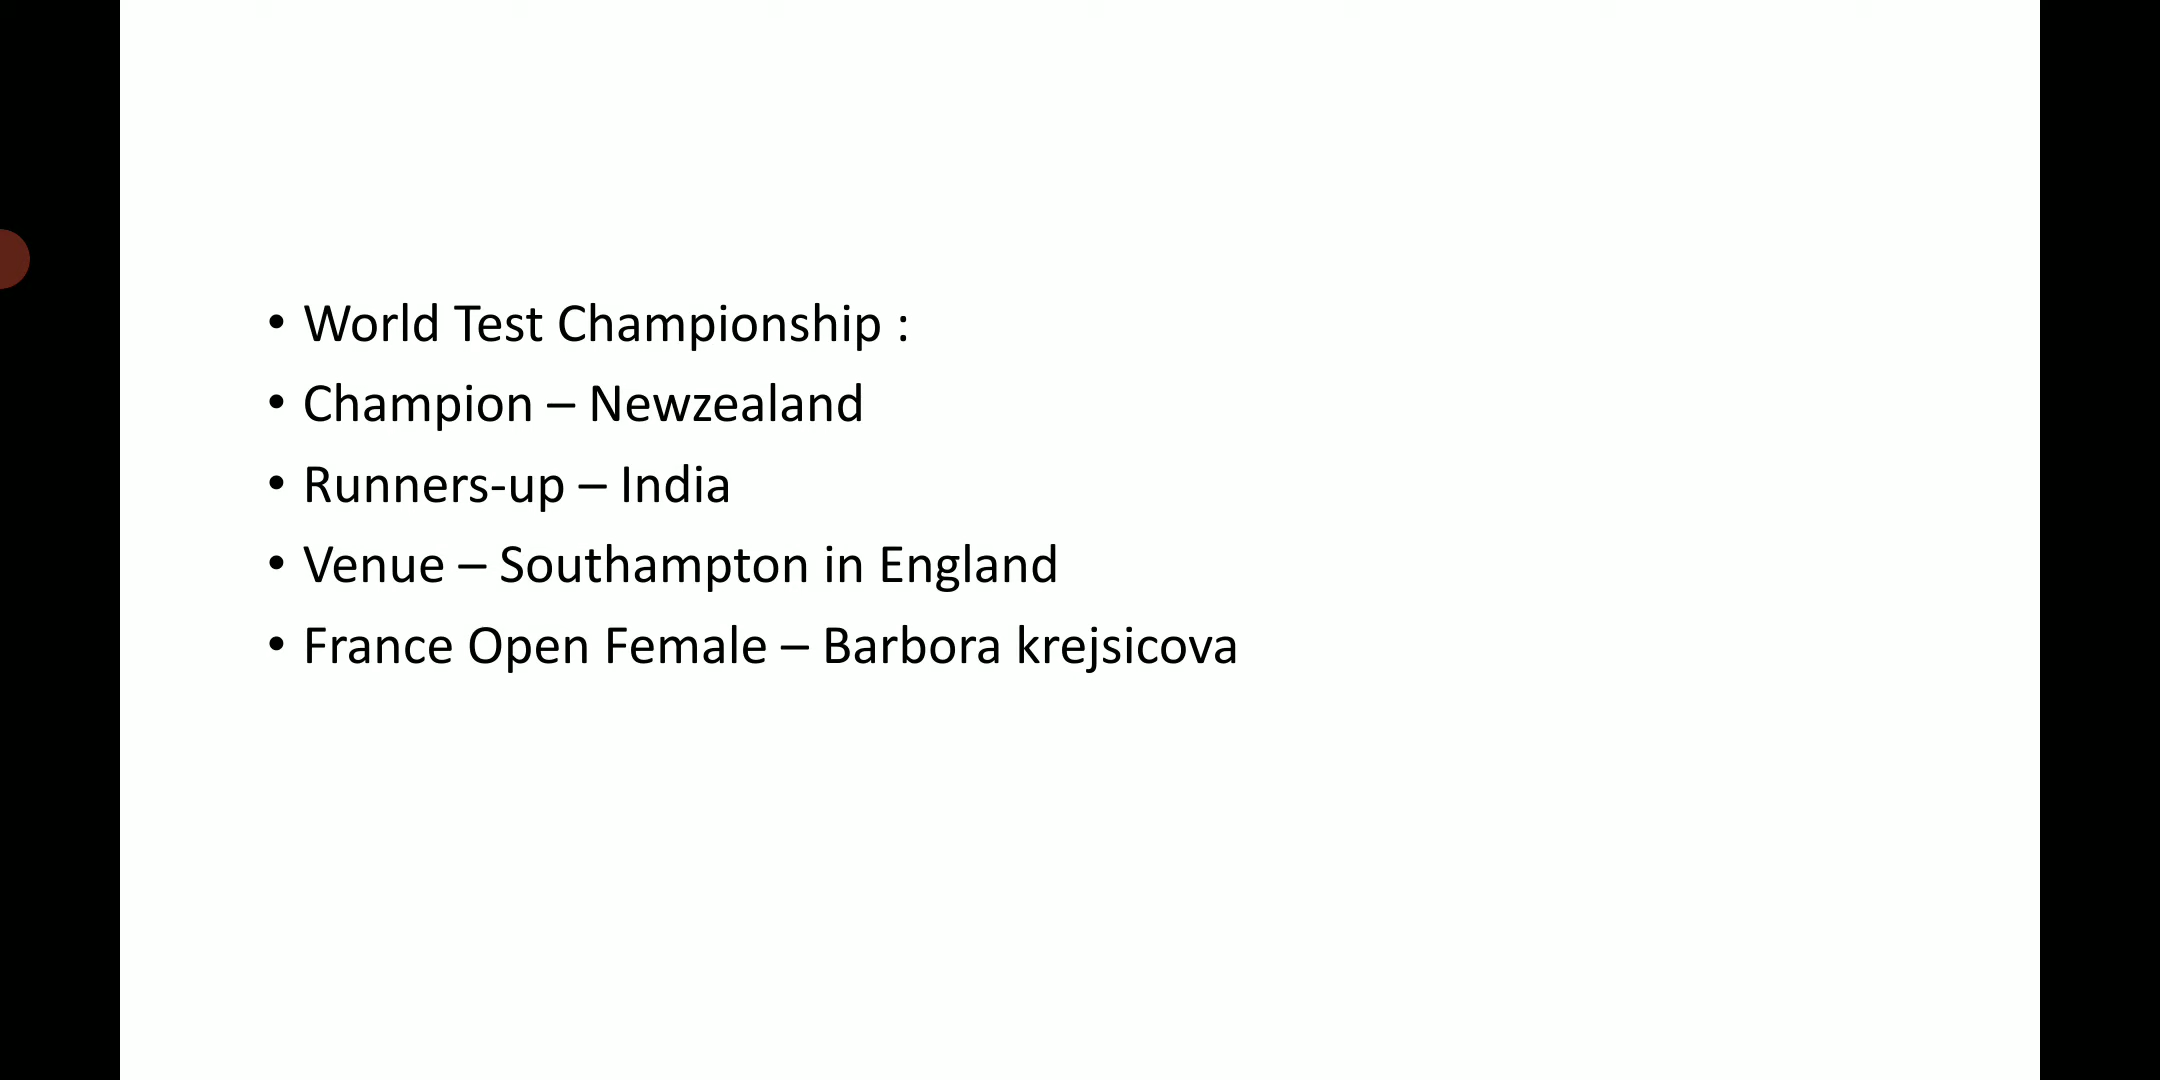 • World Test Championship :
• Champion – Newzealand
• Runners-up – India
• Venue – Southampton in England
• France Open Female – Barbora krejsicova